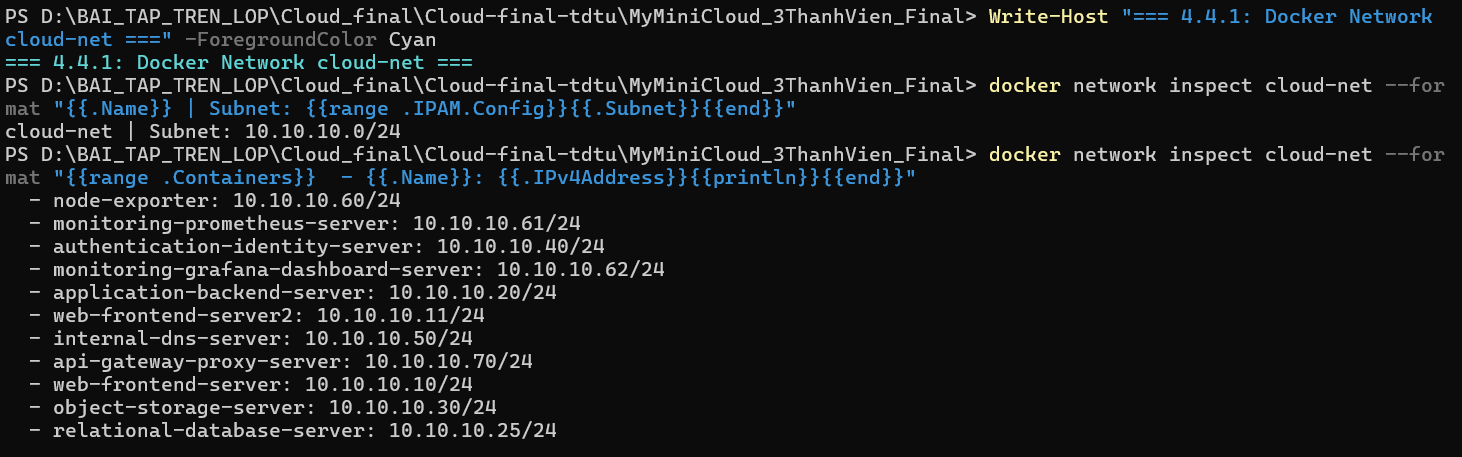 PS D:\BAI_TAP_TREN_LOP\Cloud_final\Cloud-final-tdtu\MyMiniCloud_3ThanhVien_Final> Write-Host "=== 4.4.1: Docker Network
cloud-net ===" -ForegroundColor Cyan
=== 4.4.1: Docker Network cloud-net ===
PS D:\BAI_TAP_TREN_LOP\Cloud_final\Cloud-final-tdtu\MyMiniCloud_3ThanhVien_Final> docker network inspect cloud-net --for
mat "{{.Name}} | Subnet: {{range .IPAM.Config}}{{.Subnet}}{{end}}"
cloud-net | Subnet: 10.10.10.0/24
PS D:\BAI_TAP_TREN_LOP\Cloud_final\Cloud-final-tdtu\MyMiniCloud_3ThanhVien_Final> docker network inspect cloud-net --for
mat "{{range .Containers}}  - {{.Name}}: {{.IPv4Address}}{{println}}{{end}}"
  - node-exporter: 10.10.10.60/24
  - monitoring-prometheus-server: 10.10.10.61/24
  - authentication-identity-server: 10.10.10.40/24
  - monitoring-grafana-dashboard-server: 10.10.10.62/24
  - application-backend-server: 10.10.10.20/24
  - web-frontend-server2: 10.10.10.11/24
  - internal-dns-server: 10.10.10.50/24
  - api-gateway-proxy-server: 10.10.10.70/24
  - web-frontend-server: 10.10.10.10/24
  - object-storage-server: 10.10.10.30/24
  - relational-database-server: 10.10.10.25/24